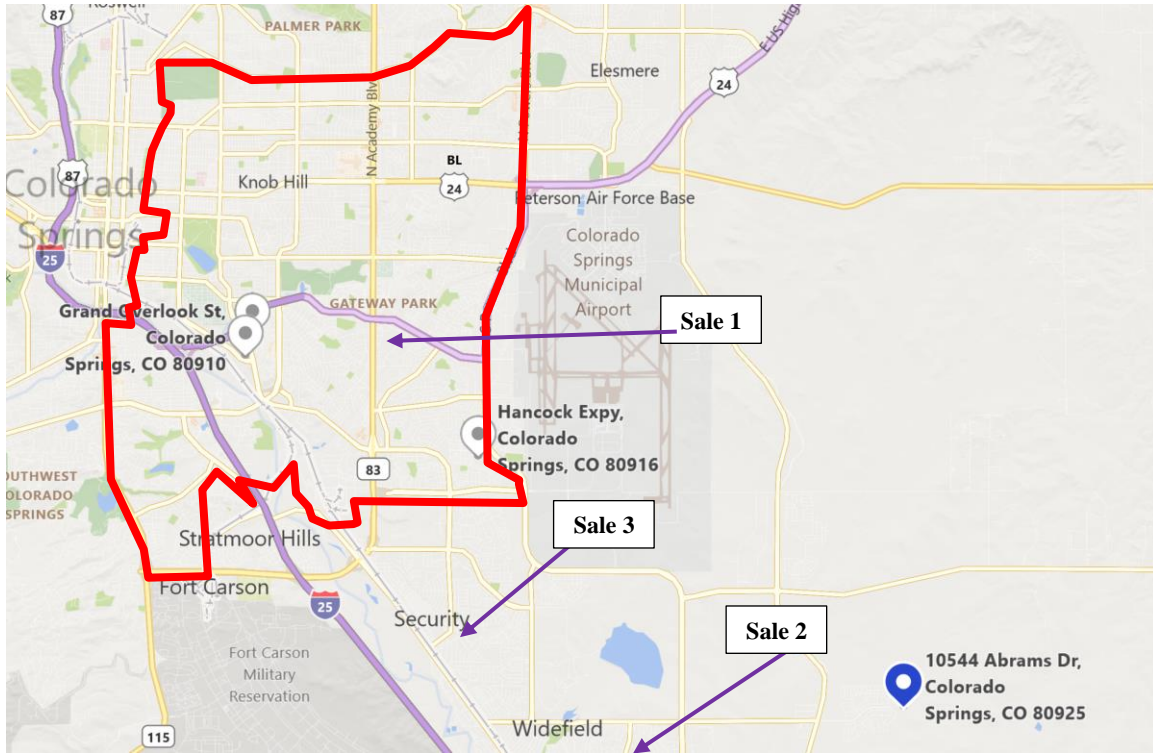 87
Roswell
PALMER PARK
Elesmere
E US High
24
N Academy Blv
87
Colorado
Springs
Knob Hill
BL
24
Peterson Air Force Base
25
Colorado
Springs
Municipal
Airport
GATEWAY PARK
Grand Overlook St,
Colorado
Springs, CO 80910
Sale 1
Hancock Expy,
Colorado
Springs, CO 80916
83
SOUTHWEST
COLORADO
SPRINGS
Sale 3
Stratmoor Hills
Fort Carson
25
Security
Sale 2
Fort Carson
Military
Reservation
10544 Abrams Dr,
Colorado
Springs, CO 80925
Widefield
115